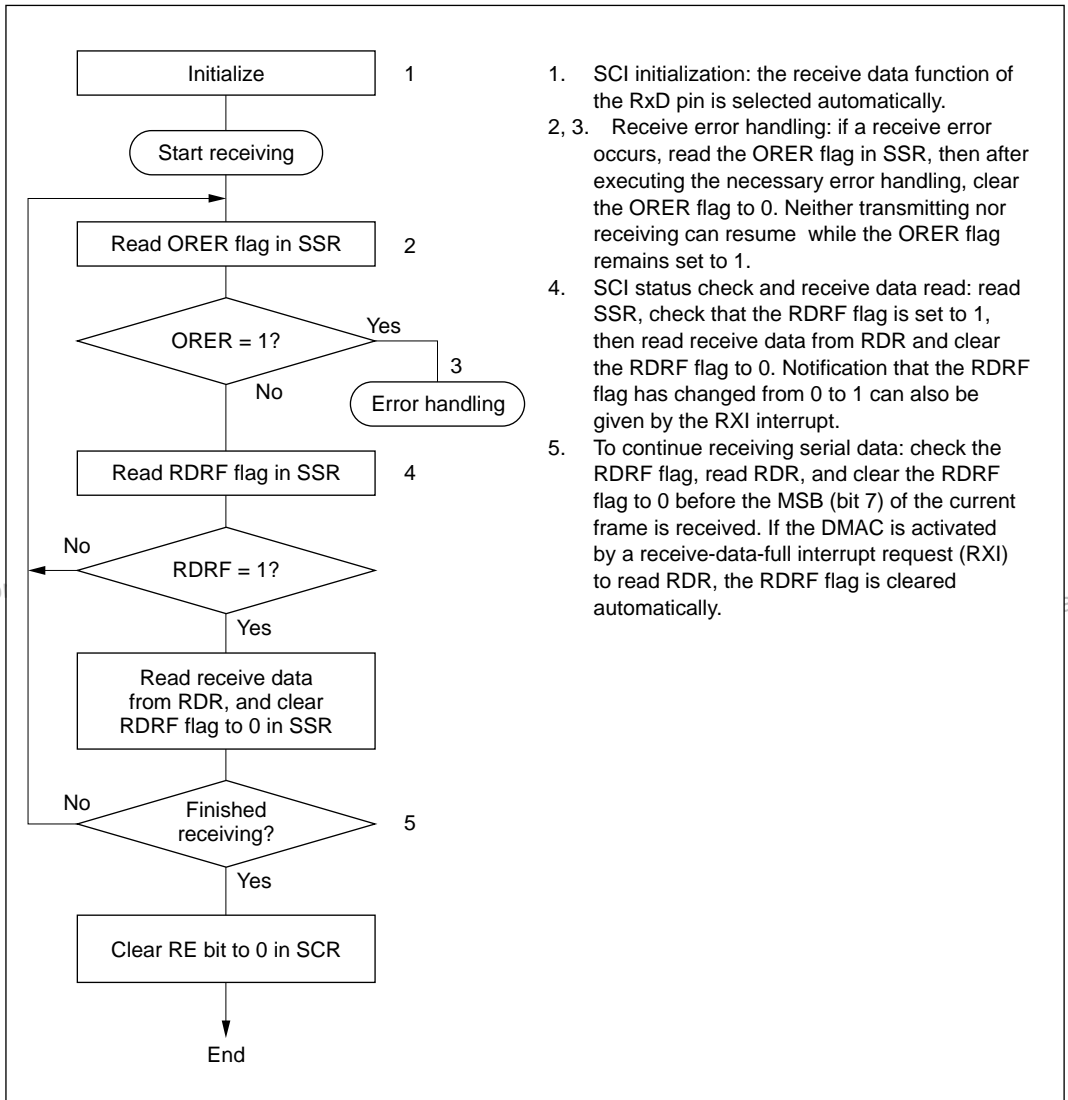 Initialize
1
Start receiving
Read ORER flag in SSR
2
ORER = 1?
Yes
No
3
Error handling
Read RDRF flag in SSR
4
No
RDRF = 1?
Yes
Read receive data
from RDR, and clear
RDRF flag to 0 in SSR
No
Finished
receiving?
5
Yes
Clear RE bit to 0 in SCR
End
1. SCI initialization: the receive data function of
the RxD pin is selected automatically.
2, 3. Receive error handling: if a receive error
occurs, read the ORER flag in SSR, then after
executing the necessary error handling, clear
the ORER flag to 0. Neither transmitting nor
receiving can resume while the ORER flag
remains set to 1.
4. SCI status check and receive data read: read
SSR, check that the RDRF flag is set to 1,
then read receive data from RDR and clear
the RDRF flag to 0. Notification that the RDRF
flag has changed from 0 to 1 can also be
given by the RXI interrupt.
5. To continue receiving serial data: check the
RDRF flag, read RDR, and clear the RDRF
flag to 0 before the MSB (bit 7) of the current
frame is received. If the DMAC is activated
by a receive-data-full interrupt request (RXI)
to read RDR, the RDRF flag is cleared
automatically.